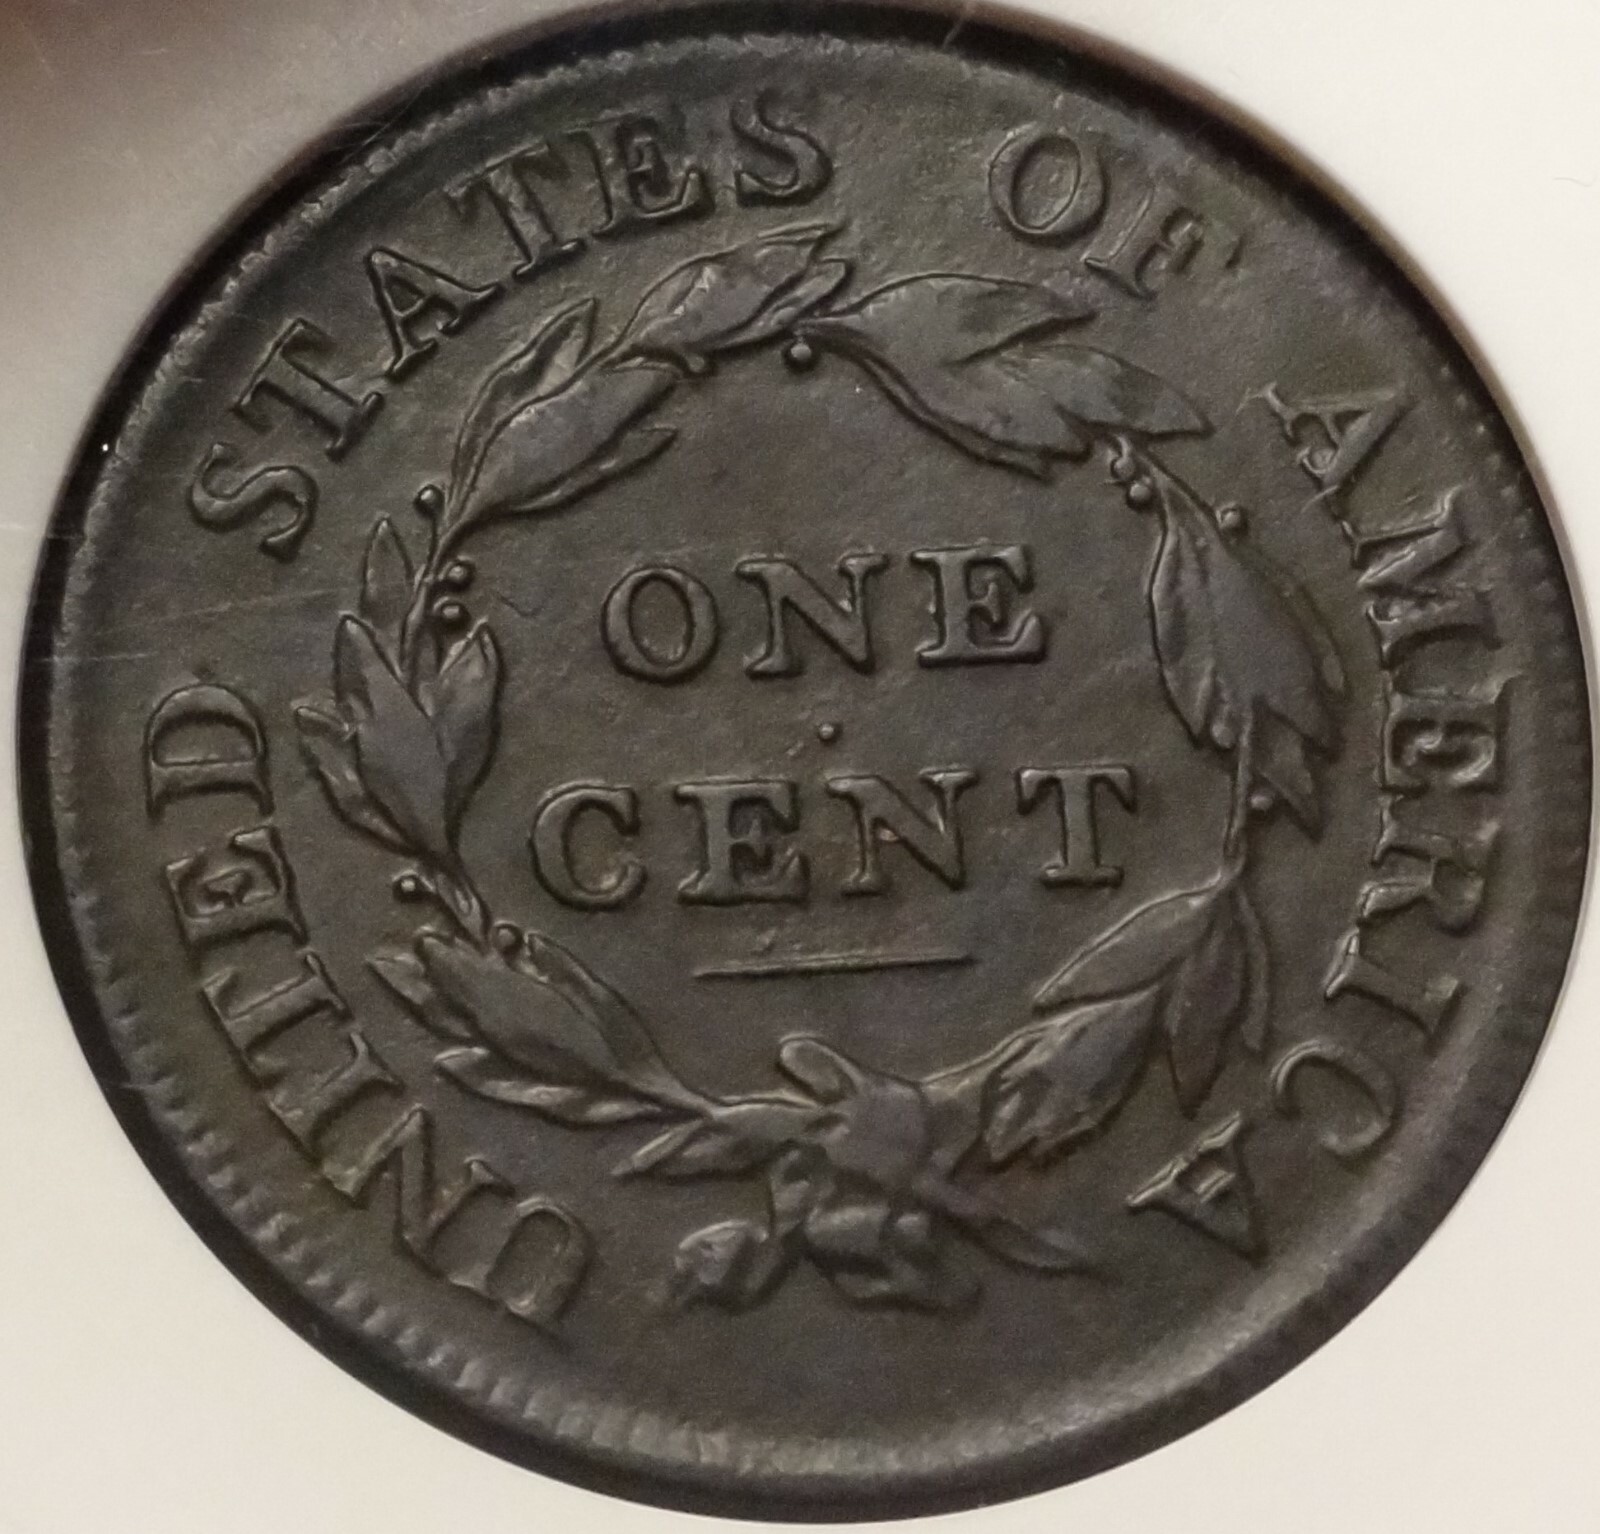 UNITED STATES OF AMERICA
ONE
CENT